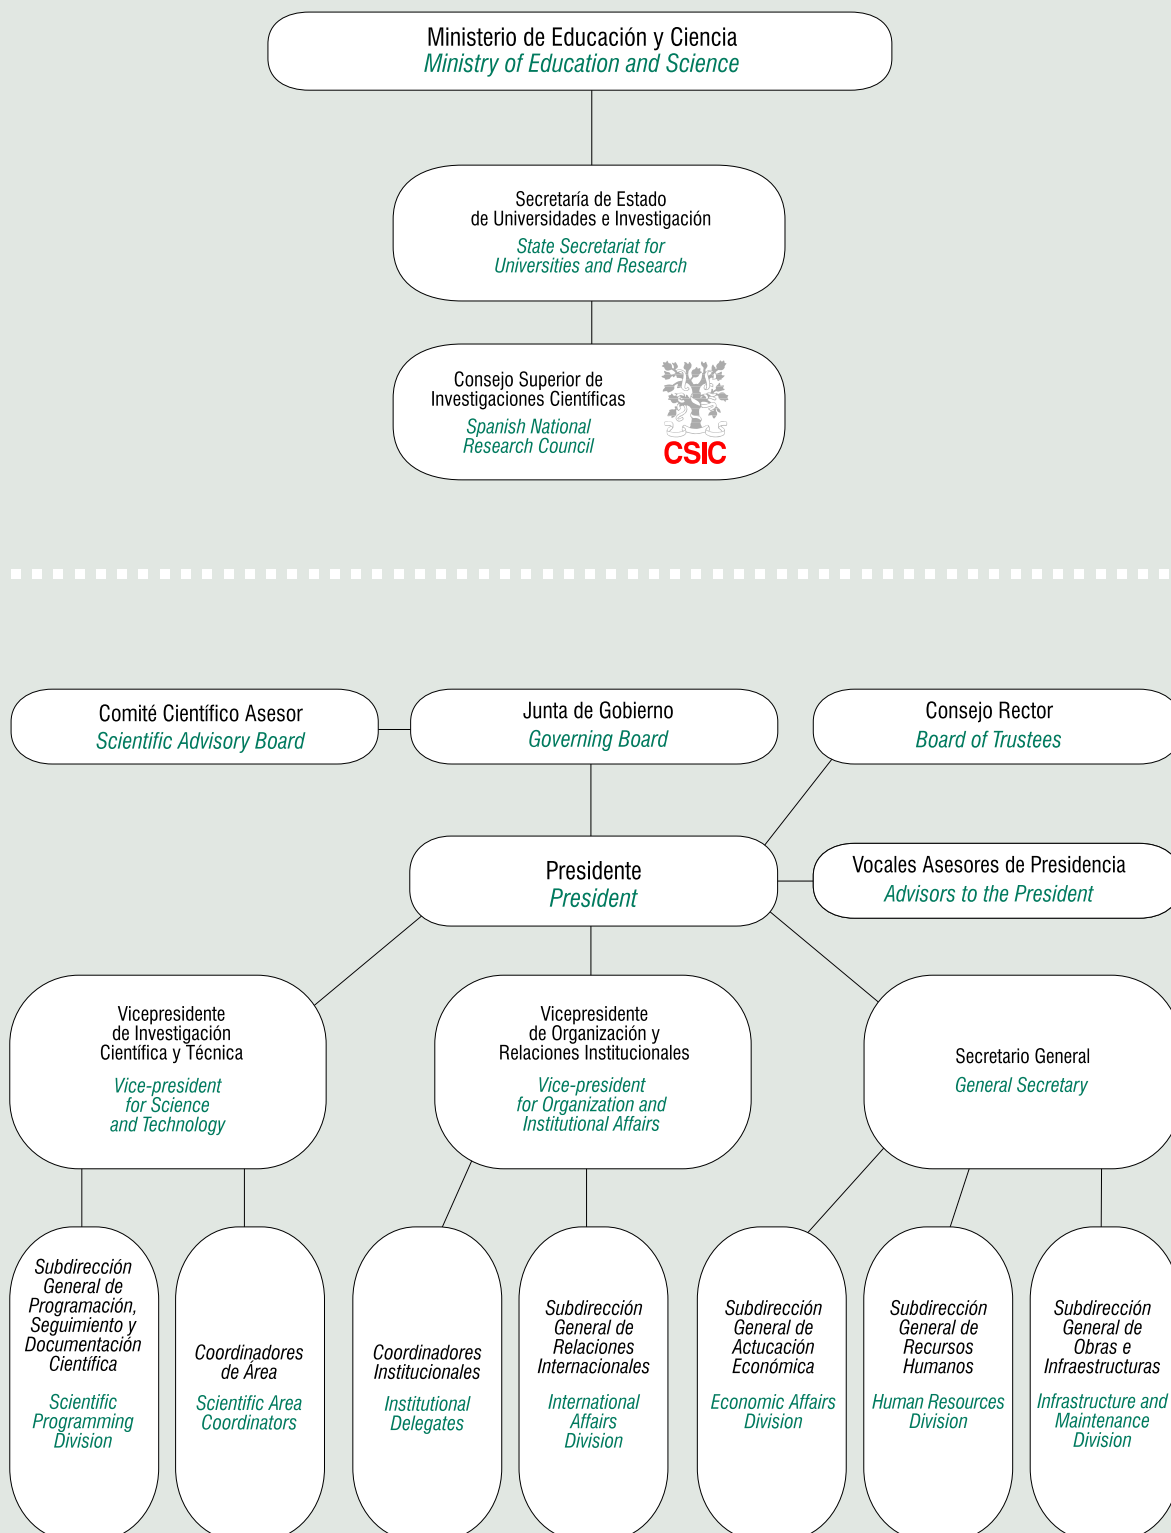 Ministerio de Educación y Ciencia
Ministry of Education and Science
Secretaría de Estado
de Universidades e Investigación
State Secretariat for
Universities and Research
Consejo Superior de
Investigaciones Científicas
Spanish National
Research Council
CSIC
Comité Científico Asesor
Scientific Advisory Board
Junta de Gobierno
Governing Board
Consejo Rector
Board of Trustees
Presidente
President
Vocales Asesores de Presidencia
Advisors to the President
Vicepresidente
de Investigación
Científica y Técnica
Vice-president
for Science
and Technology
Vicepresidente
de Organización y
Relaciones Institucionales
Vice-president
for Organization and
Institutional Affairs
Secretario General
General Secretary
Subdirección
General de
Programación,
Seguimiento y
Documentación
Científica
Scientific
Programming
Division
Coordinadores
de Área
Scientific Area
Coordinators
Coordinadores
Institucionales
Institutional
Delegates
Subdirección
General de
Relaciones
Internacionales
International
Affairs
Division
Subdirección
General de
Actucación
Económica
Economic Affairs
Division
Subdirección
General de
Recursos
Humanos
Human Resources
Division
Subdirección
General de
Obras e
Infraestructuras
Infrastructure and
Maintenance
Division